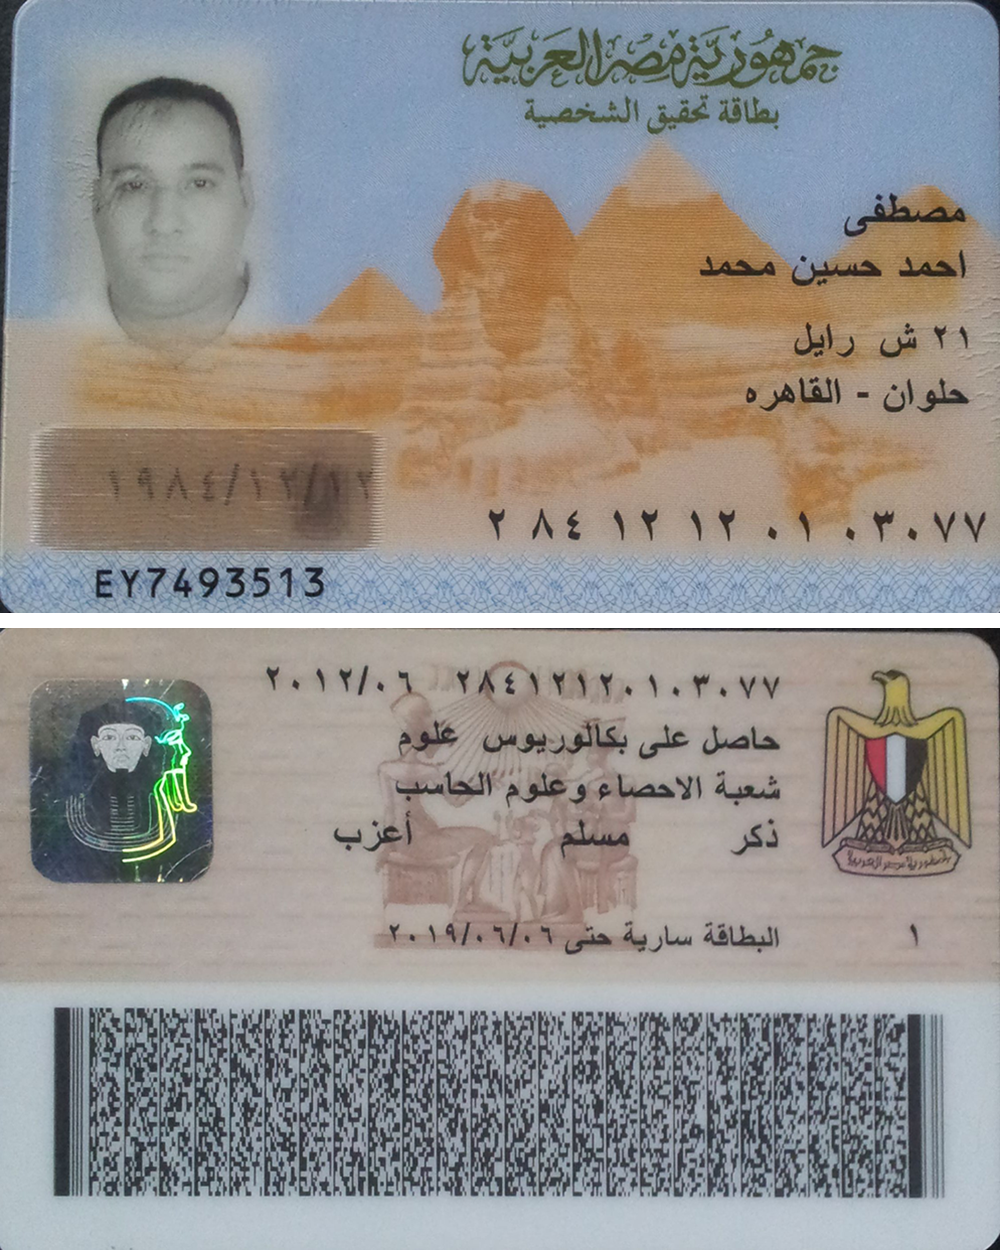 جمهورية مصر العربية
بطاقة تحقيق الشخصية
مصطفى
احمد حسين محمد
٢١ ش رايل
حلوان - القاهره
١٩٨٤/١٢/١٢
٢ ٨٤ ١٢ ١٢ ٠١ ٠٣٠٧٧
EY7493513
٢٨٤١٢١٢٠١٠٣٠٧٧ ٢٠١٢/٠٦
حاصل على بكالوريوس علوم
شعبة الاحصاء وعلوم الحاسب
ذكر مسلم أعزب
البطاقة سارية حتى ٢٠١٩/٠٦/٠٦
١
جمهورية مصر العربية